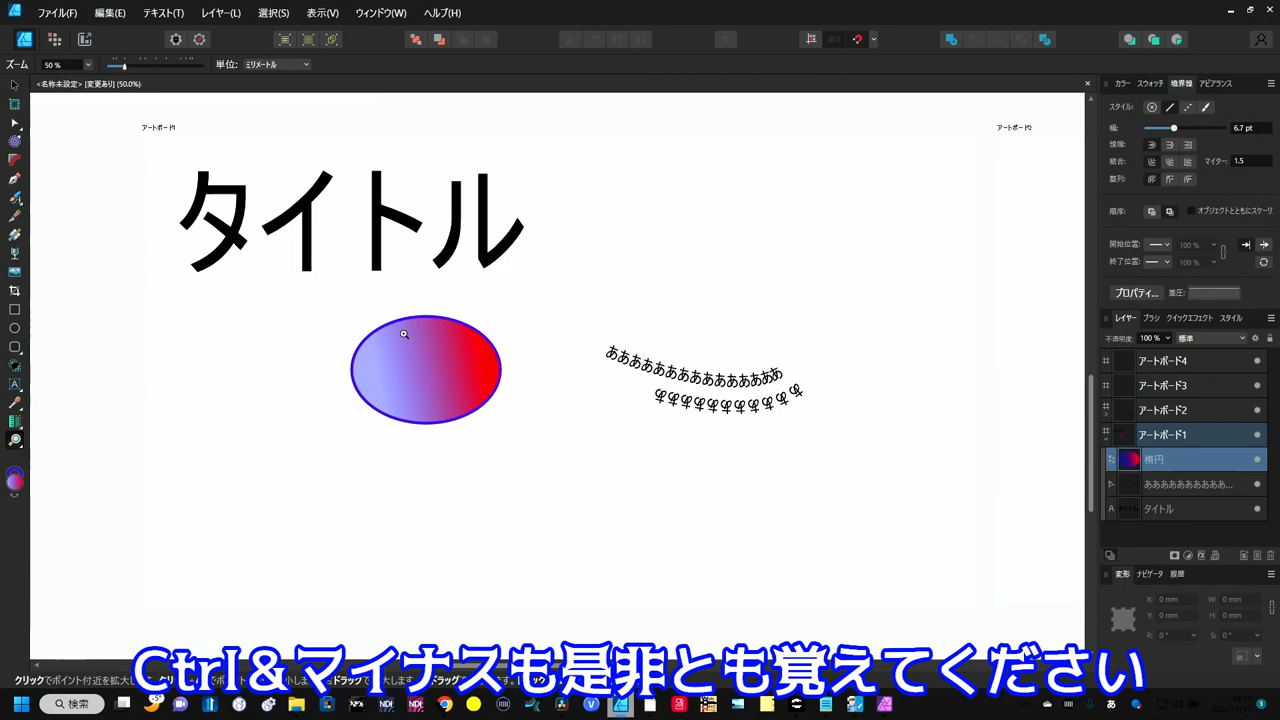 ファイル(F) 編集(E) テキスト(T) レイヤー(L) 選択(S) 表示(V) ウィンドウ(W) ヘルプ(H)
ズーム 50 % 単位: ミリメートル
<名称未設定> [変更あり] (50.0%)
カラー スウォッチ 境界線 アピアランス
スタイル:
幅: 6.7 pt
線端:
結合: マイター: 1.5
整列:
順序: オブジェクトとともにスケーリ
開始位置: 100 %
終了位置: 100 %
プロパティ... 筆圧:
レイヤー ブラシ クイックエフェクト スタイル
不透明度: 100 % 標準
アートボード4
アートボード3
アートボード2
アートボード1
楕円
ああああああああああ...
タイトル
変形 ナビゲータ 履歴
X: 0 mm W: 0 mm
Y: 0 mm H: 0 mm
R: 0 ° S: 0 °
アートボード1
アートボード2
タイトル
あああああああああああああああ
ああああああああああああ
Ctrl&マイナスも是非とも覚えてください
クリックでポイント付近を拡大し
検索